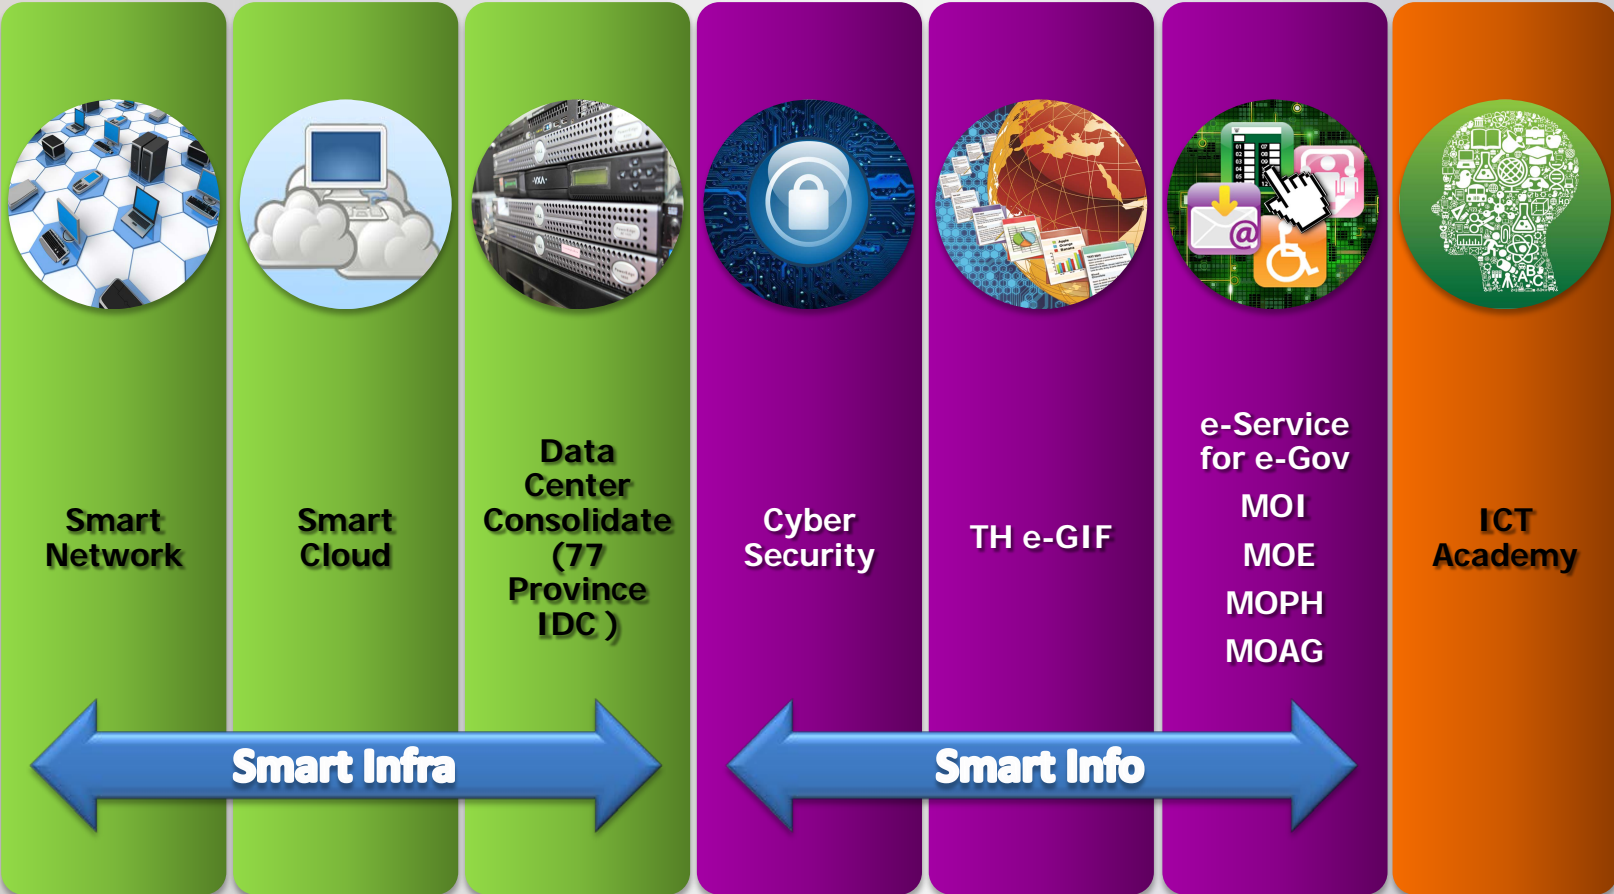 Smart
Network
Smart
Cloud
Data
Center
Consolidate
(77
Province
IDC )
Cyber
Security
TH e-GIF
e-Service
for e-Gov
MOI
MOE
MOPH
MOAG
ICT
Academy
Smart Infra
Smart Info